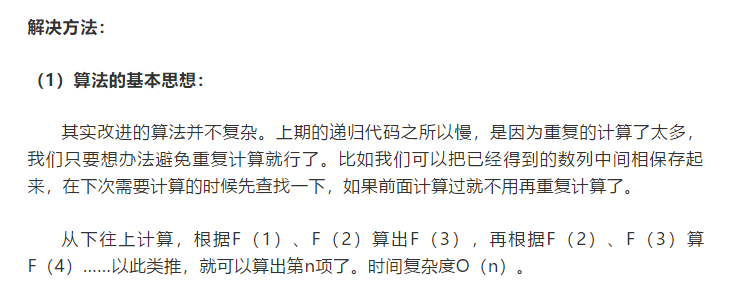 解决方法：
（1）算法的基本思想：
其实改进的算法并不复杂。上期的递归代码之所以慢，是因为重复的计算了太多，
我们只要想办法避免重复计算就行了。比如我们可以把已经得到的数列中间相保存起
来，在下次需要计算的时候先查找一下，如果前面计算过就不用再重复计算了。
从下往上计算，根据F（1）、F（2）算出F（3），再根据F（2）、F（3）算
F（4）……以此类推，就可以算出第n项了。时间复杂度O（n）。